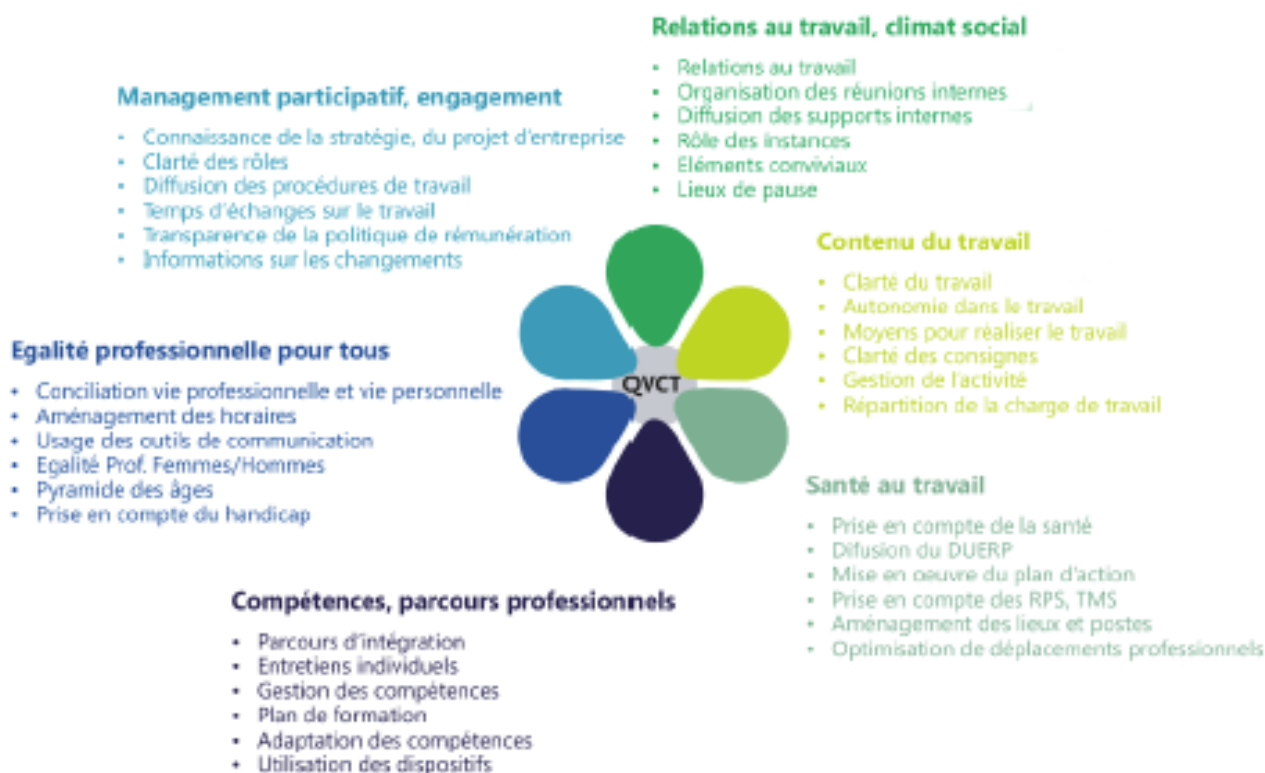 Relations au travail, climat social
• Relations au travail
• Organisation des réunions internes
• Diffusion des supports internes
• Rôle des instances
• Eléments conviviaux
• Lieux de pause
Management participatif, engagement
• Connaissance de la stratégie, du projet d'entreprise
• Clarté des rôles
• Diffusion des procédures de travail
• Temps d'échanges sur le travail
• Transparence de la politique de rémunération
• Informations sur les changements
Contenu du travail
• Clarté du travail
• Autonomie dans le travail
• Moyens pour réaliser le travail
• Clarté des consignes
• Gestion de l'activité
• Répartition de la charge de travail
Egalité professionnelle pour tous
• Conciliation vie professionnelle et vie personnelle
• Aménagement des horaires
• Usage des outils de communication
• Egalité Prof. Femmes/Hommes
• Pyramide des âges
• Prise en compte du handicap
QVCT
Santé au travail
• Prise en compte de la santé
• Difusion du DUERP
• Mise en oeuvre du plan d'action
• Prise en compte des RPS, TMS
• Aménagement des lieux et postes
• Optimisation de déplacements professionnels
Compétences, parcours professionnels
• Parcours d'intégration
• Entretiens individuels
• Gestion des compétences
• Plan de formation
• Adaptation des compétences
• Utilisation des dispositifs